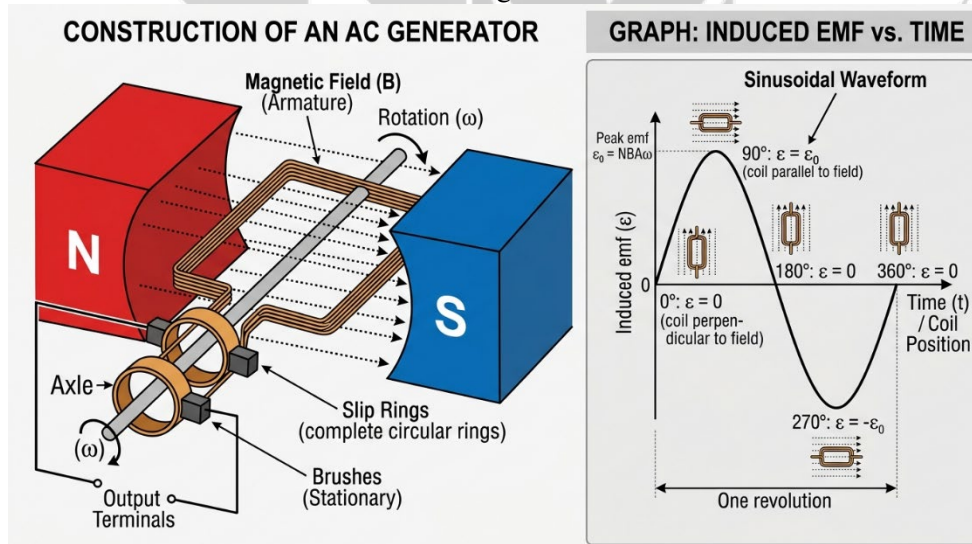 CONSTRUCTION OF AN AC GENERATOR
Magnetic Field (B)
(Armature)
Rotation (ω)
N
S
Axle
(ω)
Slip Rings
(complete circular rings)
Brushes
(Stationary)
Output
Terminals
GRAPH: INDUCED EMF vs. TIME
Sinusoidal Waveform
Peak emf
ε₀ = NBAω
90°: ε = ε₀
(coil parallel to field)
Induced emf (ε)
0
0°: ε = 0
(coil perpen-
dicular to field)
180°: ε = 0
360°: ε = 0
Time (t)
/ Coil
Position
270°: ε = -ε₀
One revolution